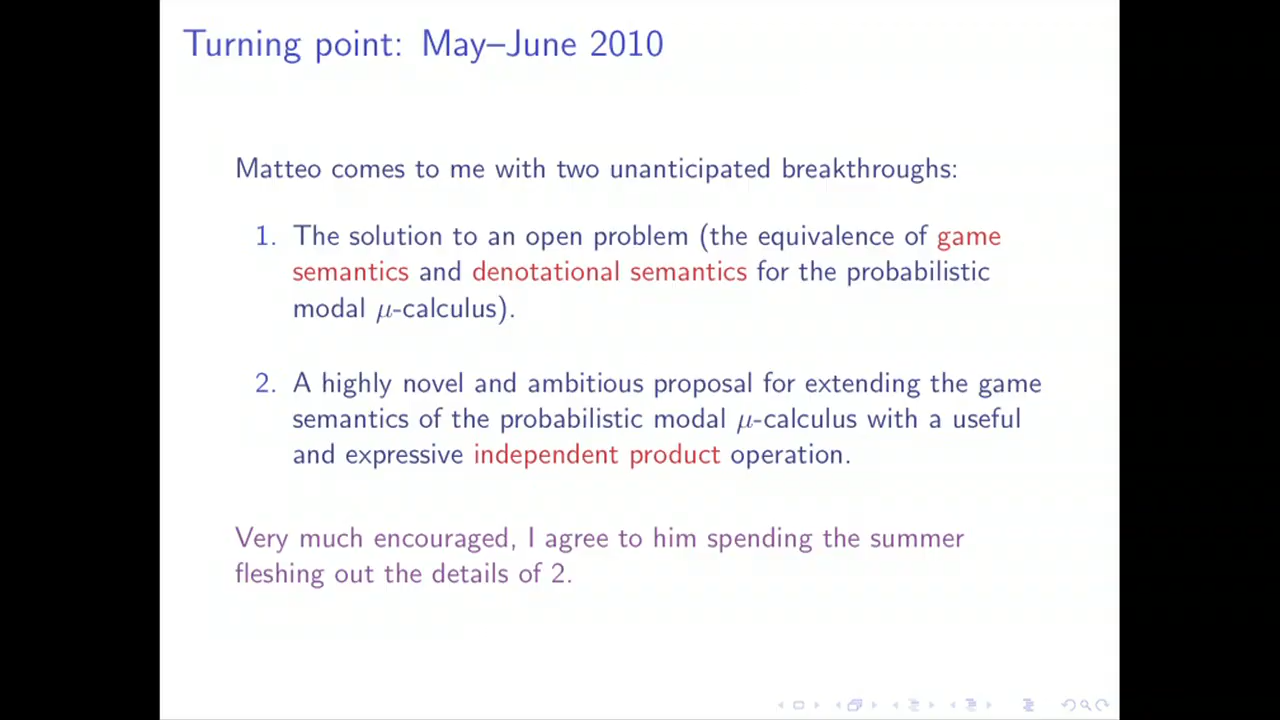 Turning point: May–June 2010
Matteo comes to me with two unanticipated breakthroughs:
1. The solution to an open problem (the equivalence of game
semantics and denotational semantics for the probabilistic
modal μ-calculus).
2. A highly novel and ambitious proposal for extending the game
semantics of the probabilistic modal μ-calculus with a useful
and expressive independent product operation.
Very much encouraged, I agree to him spending the summer
fleshing out the details of 2.